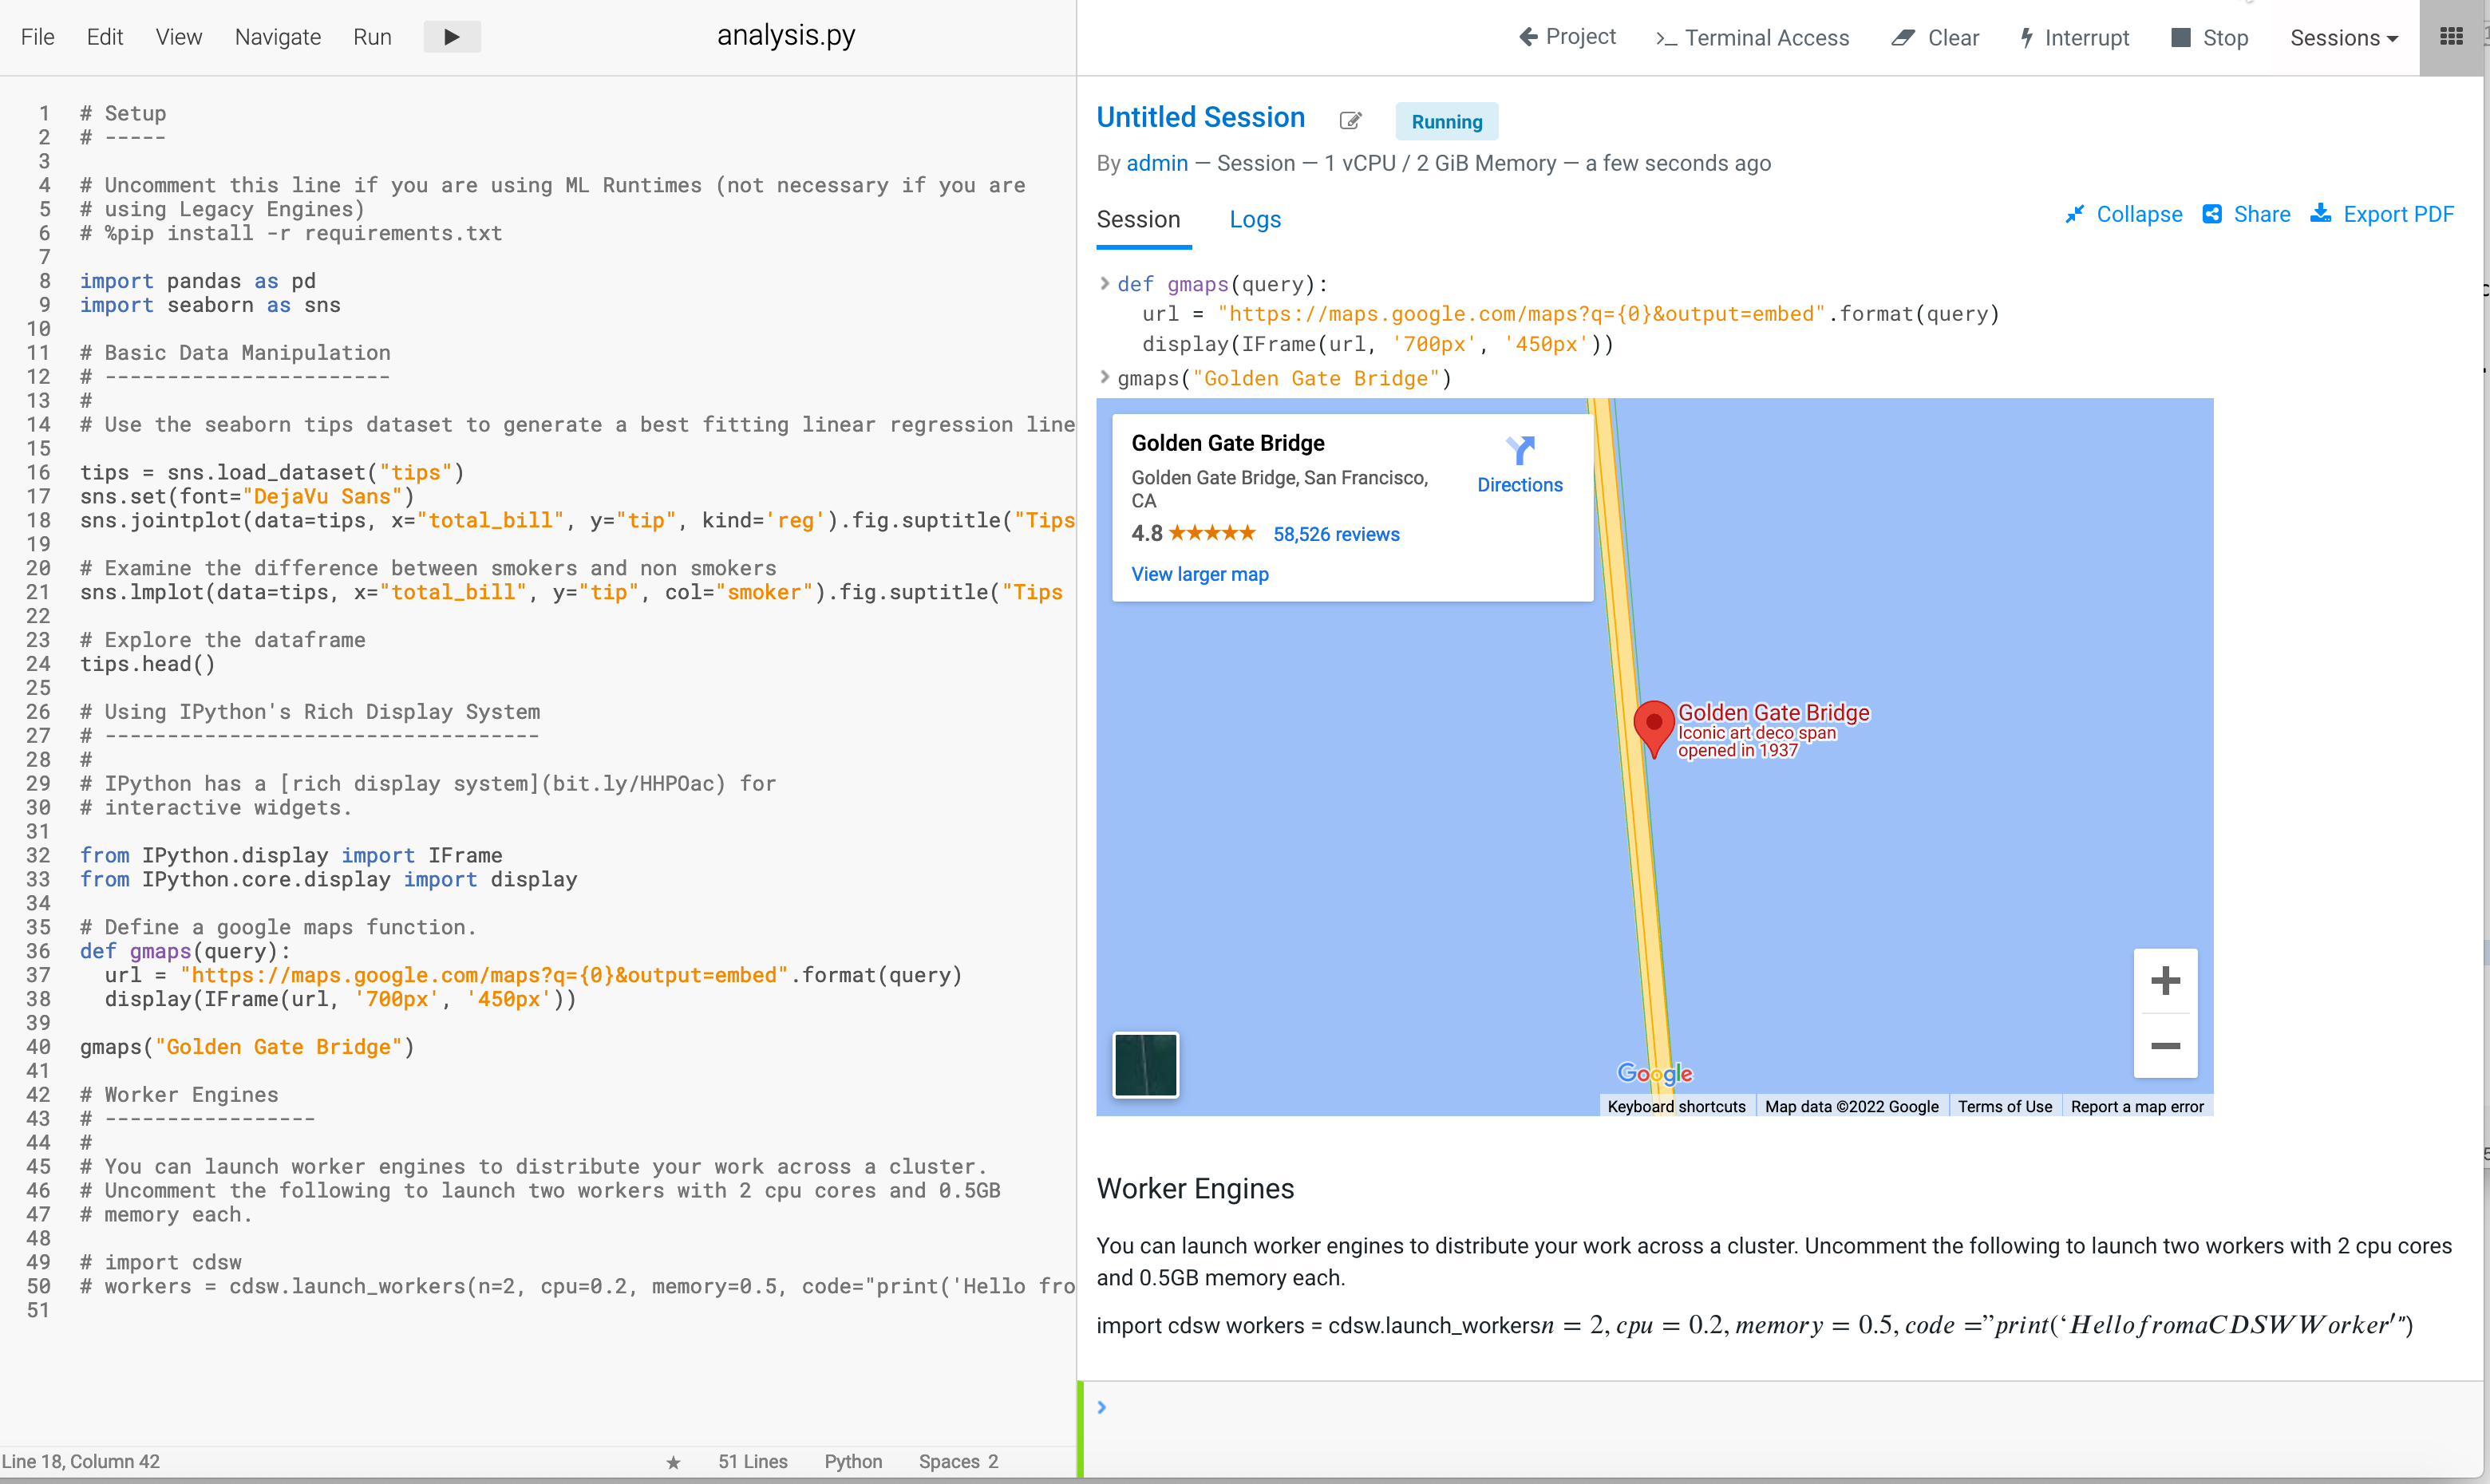 File Edit View Navigate Run analysis.py
1 # Setup
2 # -----
3
4 # Uncomment this line if you are using ML Runtimes (not necessary if you are
5 # using Legacy Engines)
6 # %pip install -r requirements.txt
7
8 import pandas as pd
9 import seaborn as sns
10
11 # Basic Data Manipulation
12 # -----------------------
13 #
14 # Use the seaborn tips dataset to generate a best fitting linear regression line
15
16 tips = sns.load_dataset("tips")
17 sns.set(font="DejaVu Sans")
18 sns.jointplot(data=tips, x="total_bill", y="tip", kind='reg').fig.suptitle("Tips
19
20 # Examine the difference between smokers and non smokers
21 sns.lmplot(data=tips, x="total_bill", y="tip", col="smoker").fig.suptitle("Tips
22
23 # Explore the dataframe
24 tips.head()
25
26 # Using IPython's Rich Display System
27 # -----------------------------------
28 #
29 # IPython has a [rich display system](bit.ly/HHPOac) for
30 # interactive widgets.
31
32 from IPython.display import IFrame
33 from IPython.core.display import display
34
35 # Define a google maps function.
36 def gmaps(query):
37 url = "https://maps.google.com/maps?q={0}&output=embed".format(query)
38 display(IFrame(url, '700px', '450px'))
39
40 gmaps("Golden Gate Bridge")
41
42 # Worker Engines
43 # -----------------
44 #
45 # You can launch worker engines to distribute your work across a cluster.
46 # Uncomment the following to launch two workers with 2 cpu cores and 0.5GB
47 # memory each.
48
49 # import cdsw
50 # workers = cdsw.launch_workers(n=2, cpu=0.2, memory=0.5, code="print('Hello fro
51
Line 18, Column 42 ★ 51 Lines Python Spaces 2
Project >_ Terminal Access Clear Interrupt Stop Sessions
Untitled Session Running
By admin — Session — 1 vCPU / 2 GiB Memory — a few seconds ago
Session Logs Collapse Share Export PDF
def gmaps(query):
url = "https://maps.google.com/maps?q={0}&output=embed".format(query)
display(IFrame(url, '700px', '450px'))
gmaps("Golden Gate Bridge")
Golden Gate Bridge
Golden Gate Bridge, San Francisco,
CA
Directions
4.8 ★★★★★ 58,526 reviews
View larger map
Golden Gate Bridge
Iconic art deco span
opened in 1937
Google
Keyboard shortcuts Map data ©2022 Google Terms of Use Report a map error
Worker Engines
You can launch worker engines to distribute your work across a cluster. Uncomment the following to launch two workers with 2 cpu cores
and 0.5GB memory each.
import cdsw workers = cdsw.launch_workersn = 2, cpu = 0.2, memory = 0.5, code =”print(‘HellofromaCDSWWorker′")